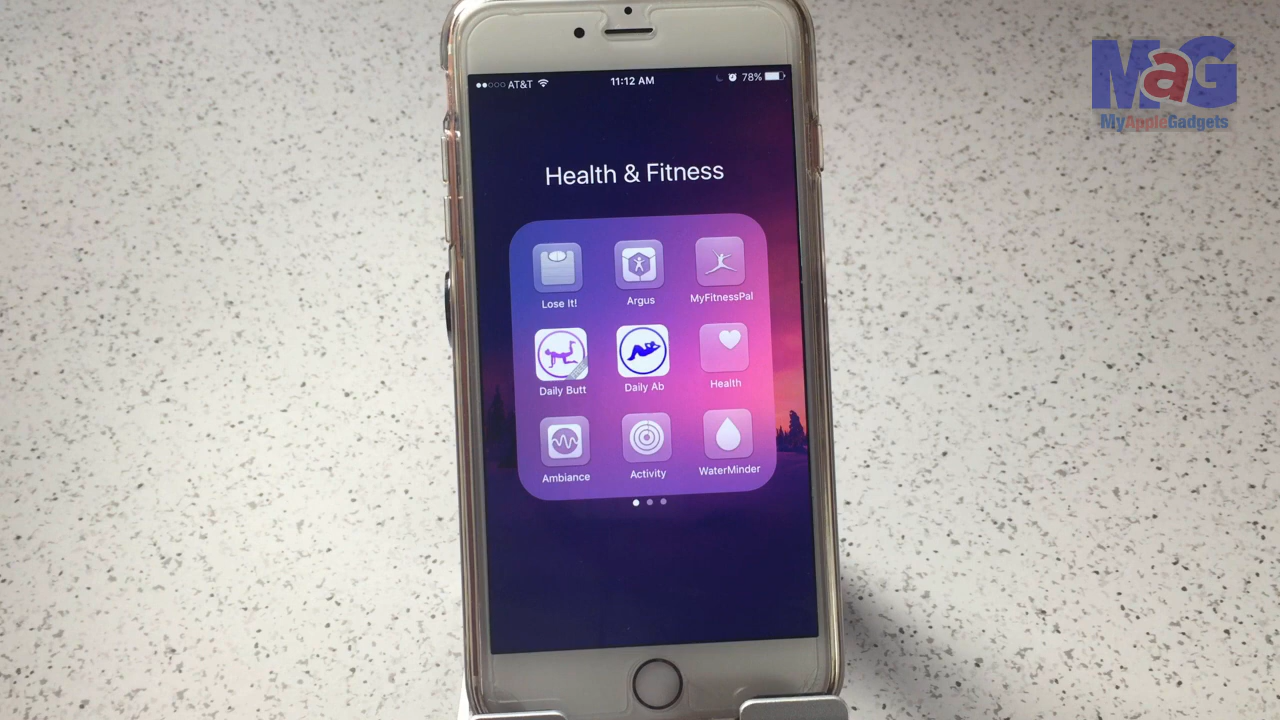 MaG
MyAppleGadgets
AT&T 11:12 AM 78%
Health & Fitness
Lose It! Argus MyFitnessPal
Daily Butt Daily Ab Health
Ambiance Activity WaterMinder